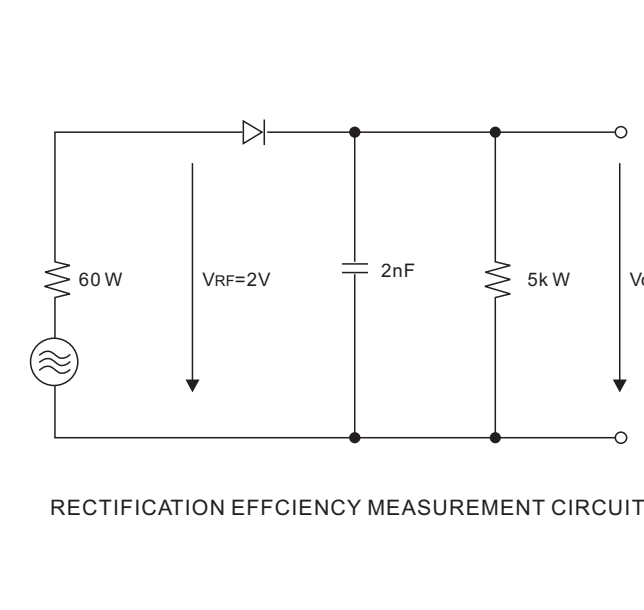 60 W
VRF=2V
2nF
5k W
RECTIFICATION EFFCIENCY MEASUREMENT CIRCUIT